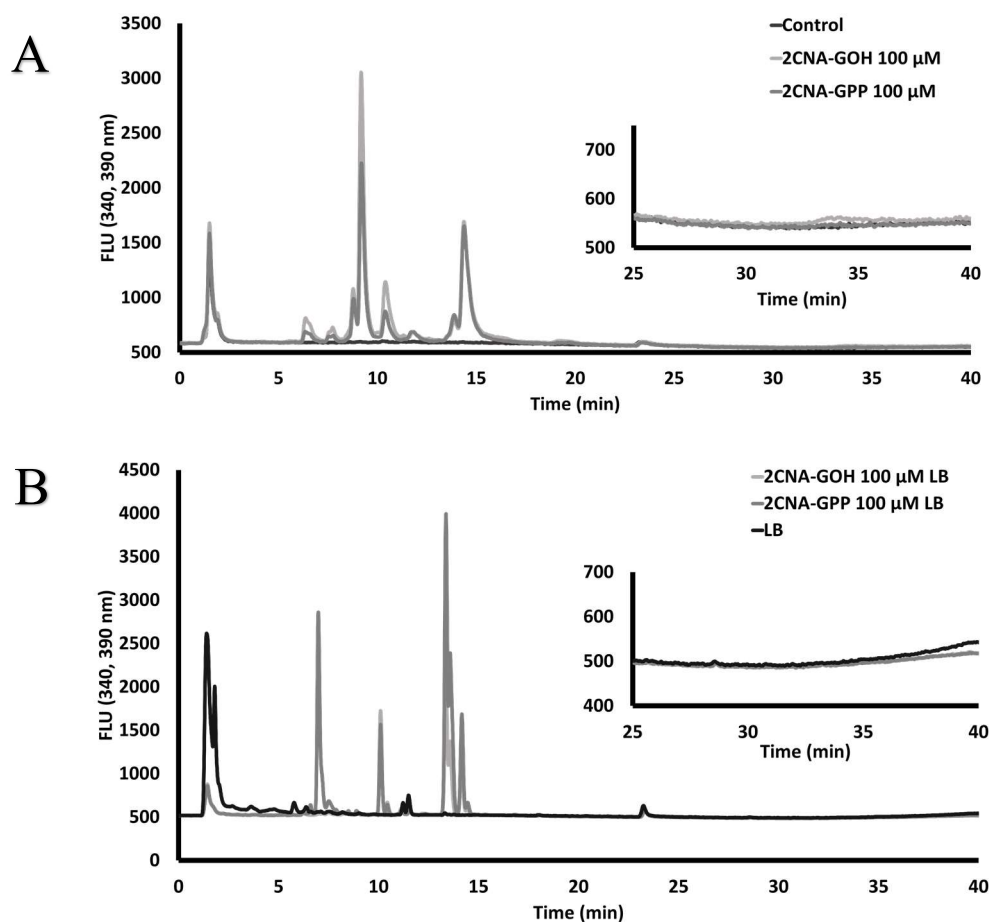 A
Control
2CNA-GOH 100 µM
2CNA-GPP 100 µM
3500
3000
2500
2000
1500
1000
500
FLU (340, 390 nm)
0 5 10 15 20 25 30 35 40
Time (min)
700
600
500
25 30 35 40
Time (min)
B
2CNA-GOH 100 µM LB
2CNA-GPP 100 µM LB
LB
4500
4000
3500
3000
2500
2000
1500
1000
500
0
FLU (340, 390 nm)
0 5 10 15 20 25 30 35 40
Time (min)
700
600
500
400
25 30 35 40
Time (min)